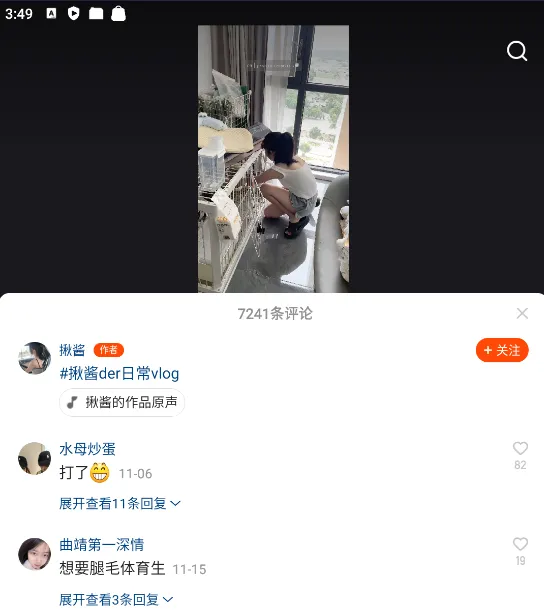 3:49
7241条评论
揪酱 作者
+ 关注
#揪酱der日常vlog
揪酱的作品原声
水母炒蛋
打了😁 11-06
82
展开查看11条回复
曲靖第一深情
想要腿毛体育生 11-15
19
展开查看3条回复